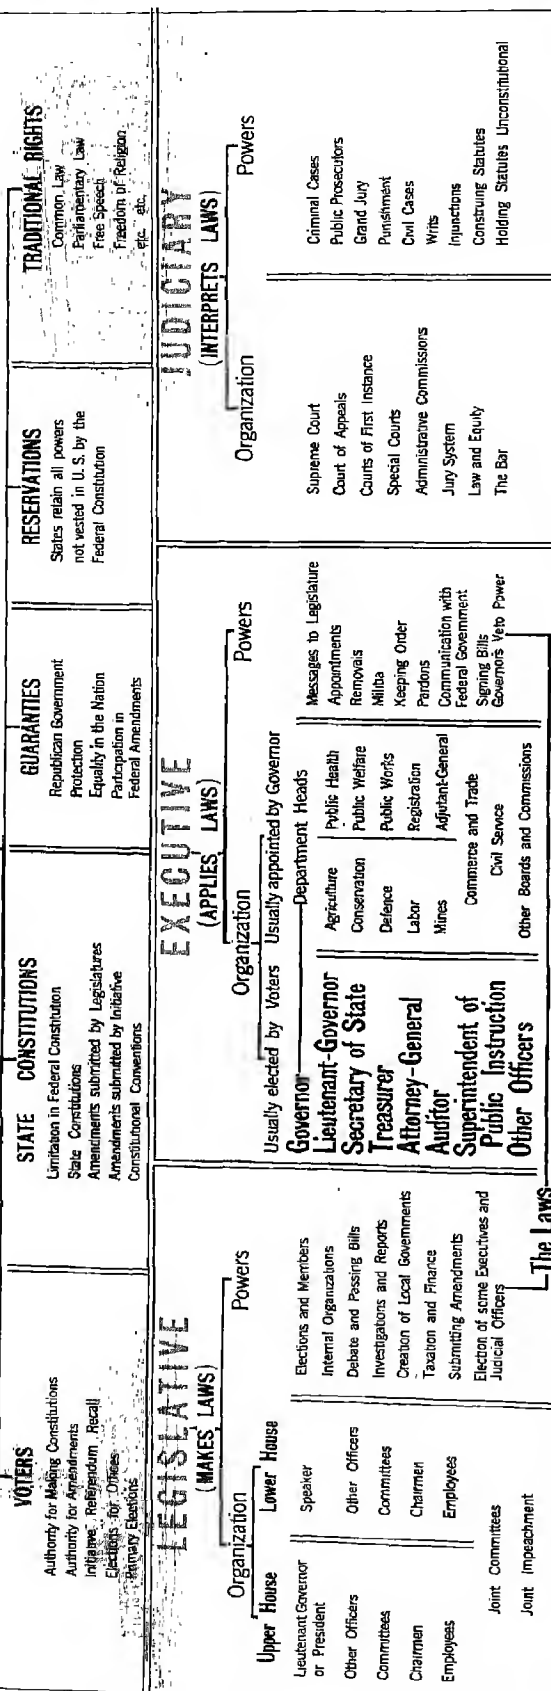 VOTERS
Authority for Making Constitutions
Authority for Amendments
Initiative Referendum Recall
Elections for Offices
Primary Elections
STATE CONSTITUTIONS
Limitation in Federal Constitution
State Constitutions
Amendments submitted by Legislatures
Amendments submitted by Initiative
Constitutional Conventions
GUARANTIES
Republican Government
Protection
Equality in the Nation
Participation in
Federal Amendments
RESERVATIONS
States retain all powers
not vested in U.S. by the
Federal Constitution
TRADITIONAL RIGHTS
Common Law
Parliamentary Law
Free Speech
Freedom of Religion
etc. etc.
LEGISLATIVE
(MAKES LAWS)
Organization
Upper House
Lieutenant Governor
or President
Other Officers
Committees
Chairmen
Employees
Lower House
Speaker
Other Officers
Committees
Chairmen
Employees
Joint Committees
Joint Impeachment
Powers
Elections and Members
Internal Organizations
Debate and Passing Bills
Investigations and Reports
Creation of Local Governments
Taxation and Finance
Submitting Amendments
Election of some Executives and
Judicial Officers
The Laws
EXECUTIVE
(APPLIES LAWS)
Organization
Usually elected by Voters
Governor
Lieutenant-Governor
Secretary of State
Treasurer
Attorney-General
Auditor
Superintendent of
Public Instruction
Other Officers
Usually appointed by Governor
Department Heads
Agriculture
Conservation
Defence
Labor
Mines
Public Health
Public Welfare
Public Works
Registration
Adjutant-General
Commerce and Trade
Civil Service
Other Boards and Commissions
Powers
Messages to Legislature
Appointments
Removals
Militia
Keeping Order
Pardons
Communication with
Federal Government
Signing Bills
Governor's Veto Power
JUDICIARY
(INTERPRETS LAWS)
Organization
Supreme Court
Court of Appeals
Courts of First Instance
Special Courts
Administrative Commissions
Jury System
Law and Equity
The Bar
Powers
Criminal Cases
Public Prosecutors
Grand Jury
Punishment
Civil Cases
Writs
Injunctions
Construing Statutes
Holding Statutes Unconstitutional